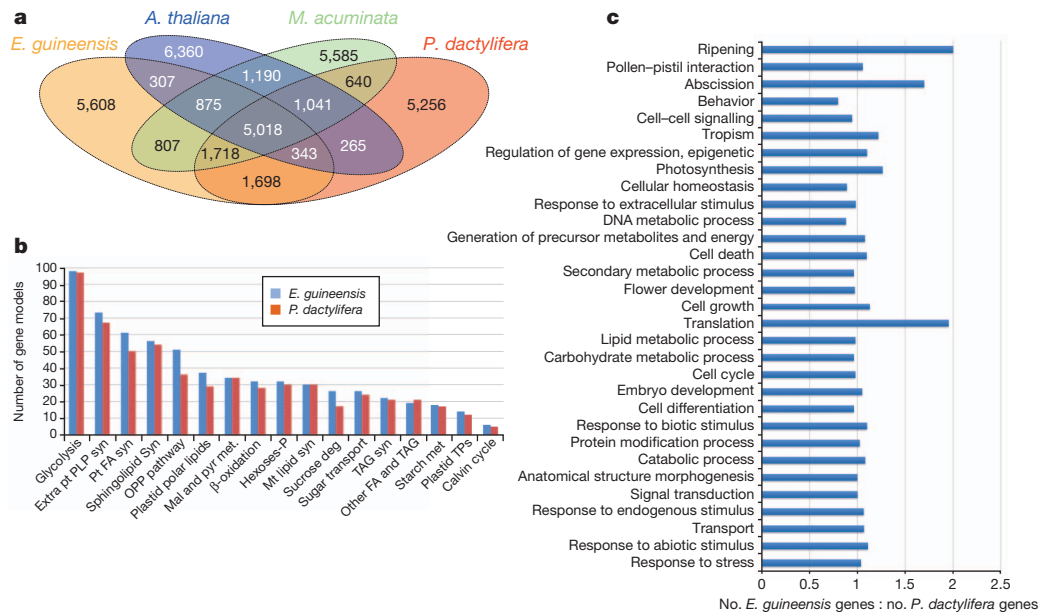 a
A. thaliana
M. acuminata
E. guineensis
P. dactylifera
6,360
5,585
307
1,190
640
5,608
875
1,041
5,256
5,018
807
1,718
343
265
1,698
b
Number of gene models
100
90
80
70
60
50
40
30
20
10
0
E. guineensis
P. dactylifera
Glycolysis
Extra pt PLP syn
Pt FA syn
Sphingolipid Syn
OPP pathway
Plastid polar lipids
Mal and pyr met.
β-oxidation
Hexoses-P
Mt lipid syn
Sucrose deg
Sugar transport
TAG syn
Other FA and TAG
Starch met
Plastid TPs
Calvin cycle
c
Ripening
Pollen–pistil interaction
Abscission
Behavior
Cell–cell signalling
Tropism
Regulation of gene expression, epigenetic
Photosynthesis
Cellular homeostasis
Response to extracellular stimulus
DNA metabolic process
Generation of precursor metabolites and energy
Cell death
Secondary metabolic process
Flower development
Cell growth
Translation
Lipid metabolic process
Carbohydrate metabolic process
Cell cycle
Embryo development
Cell differentiation
Response to biotic stimulus
Protein modification process
Catabolic process
Anatomical structure morphogenesis
Signal transduction
Response to endogenous stimulus
Transport
Response to abiotic stimulus
Response to stress
0 0.5 1 1.5 2 2.5
No. E. guineensis genes : no. P. dactylifera genes